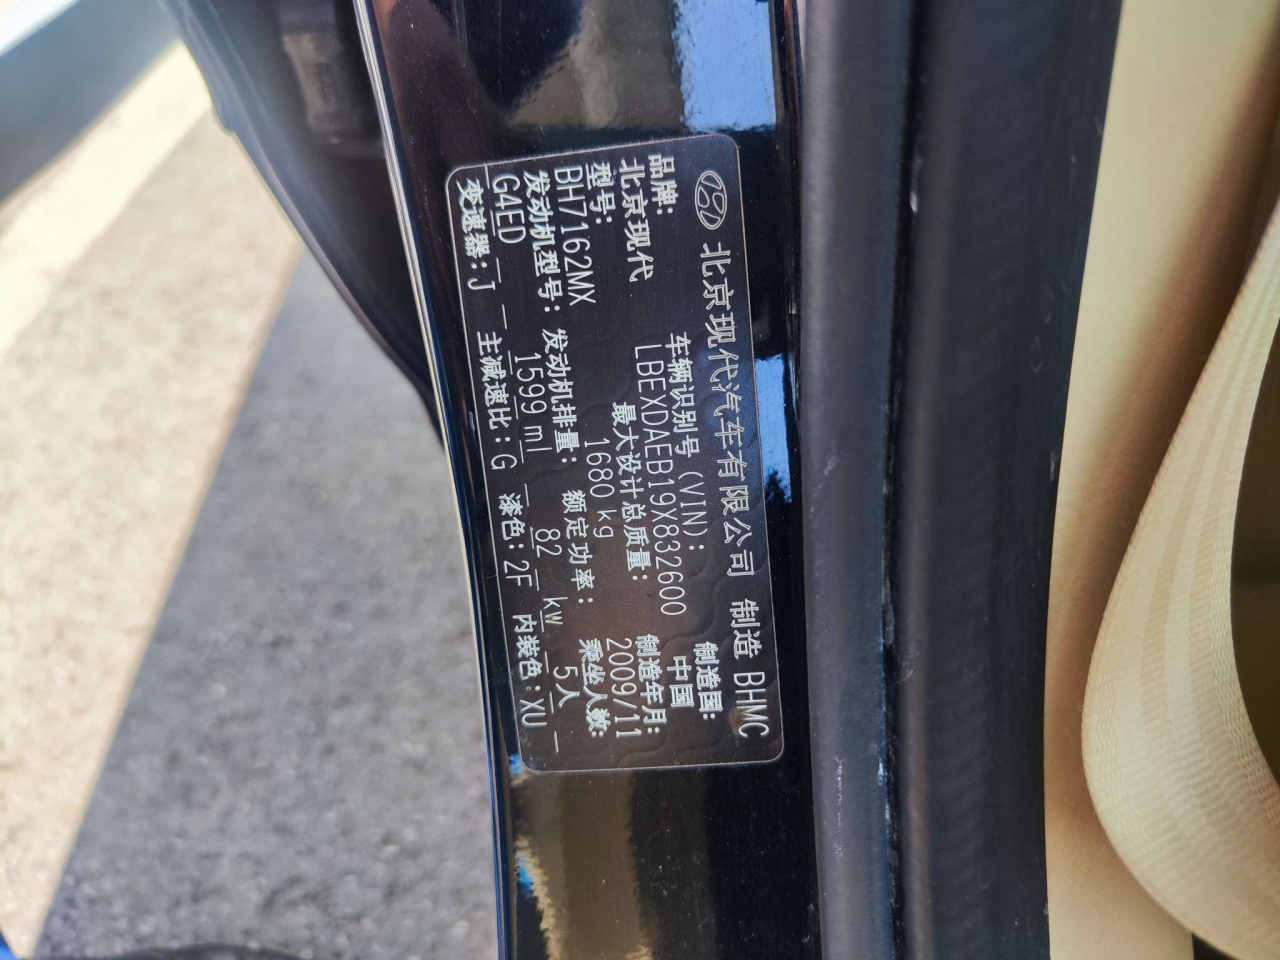 北京现代汽车有限公司 制造 BHMC
品牌: 车辆识别号 (VIN): 制造国:
北京现代 LBEXDAEB19X832600 中国
型号: 最大设计总质量: 制造年月:
BH7162MX 1680 kg 2009/11
发动机型号: 发动机排量: 额定功率: 乘坐人数:
G4ED 1599 ml 82 kw 5人
变速器:J 主减速比:G 漆色:2F 内装色:XU